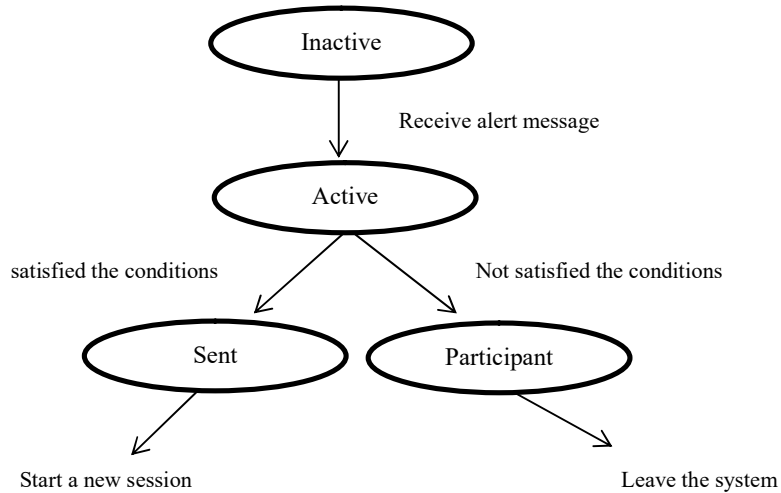 Inactive
Receive alert message
Active
satisfied the conditions
Not satisfied the conditions
Sent
Participant
Start a new session
Leave the system